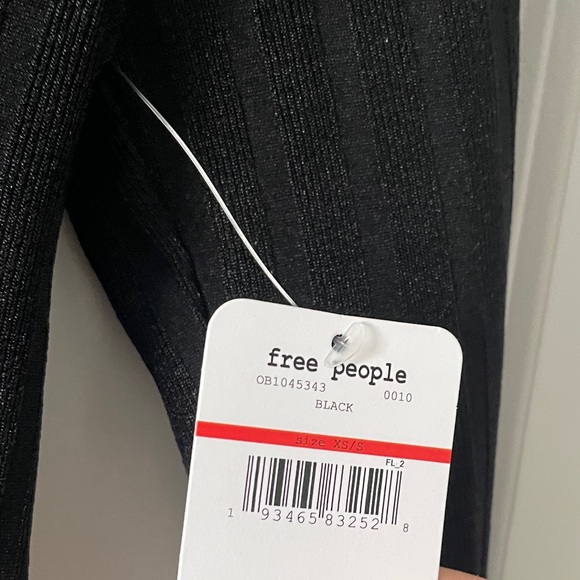 free people
OB1045343 0010
BLACK
Size XS/S
FL_2
1 93465 83252 8